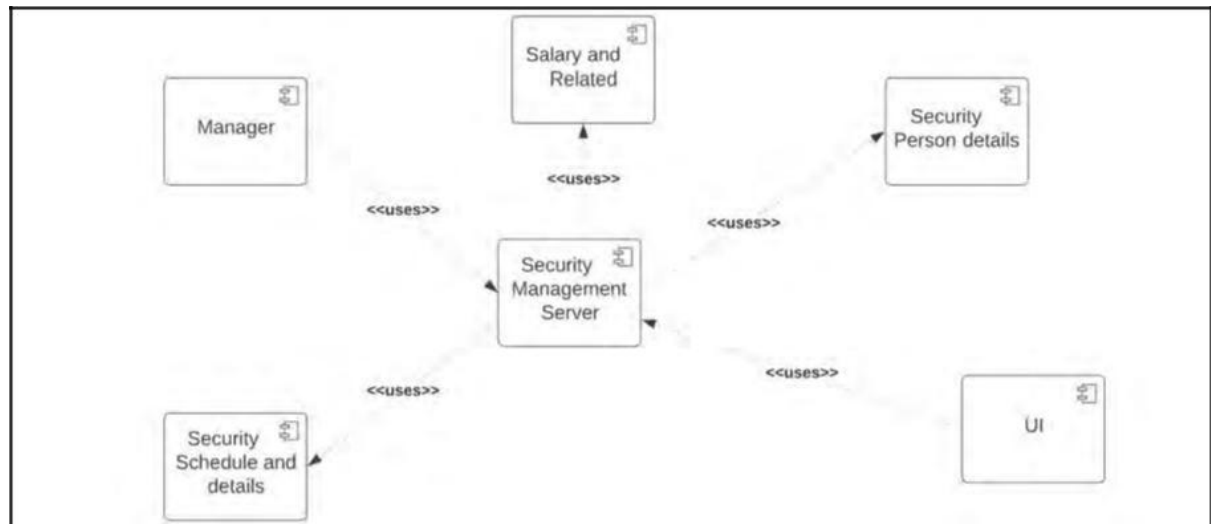 Salary and
Related
Manager
Security
Person details
<<uses>>
<<uses>>
<<uses>>
Security
Management
Server
<<uses>>
<<uses>>
UI
Security
Schedule and
details